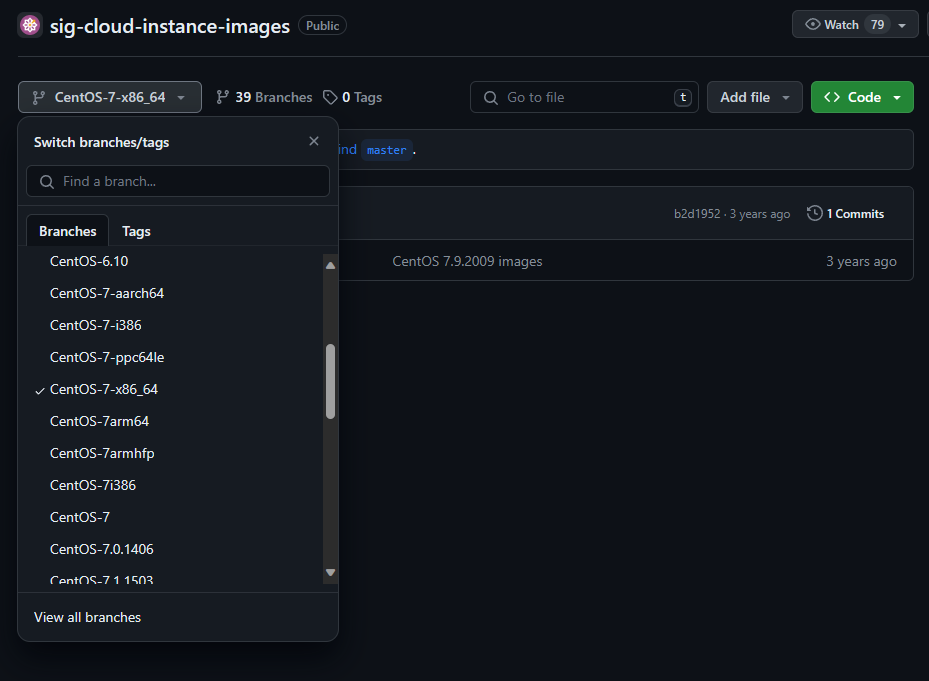 sig-cloud-instance-images Public Watch 79
CentOS-7-x86_64 39 Branches 0 Tags Go to file t Add file Code
Switch branches/tags
ind master .
Find a branch...
b2d1952 · 3 years ago 1 Commits
Branches Tags
CentOS-6.10
CentOS 7.9.2009 images 3 years ago
CentOS-7-aarch64
CentOS-7-i386
CentOS-7-ppc64le
CentOS-7-x86_64
CentOS-7arm64
CentOS-7armhfp
CentOS-7i386
CentOS-7
CentOS-7.0.1406
CentOS-7.1.1503
View all branches